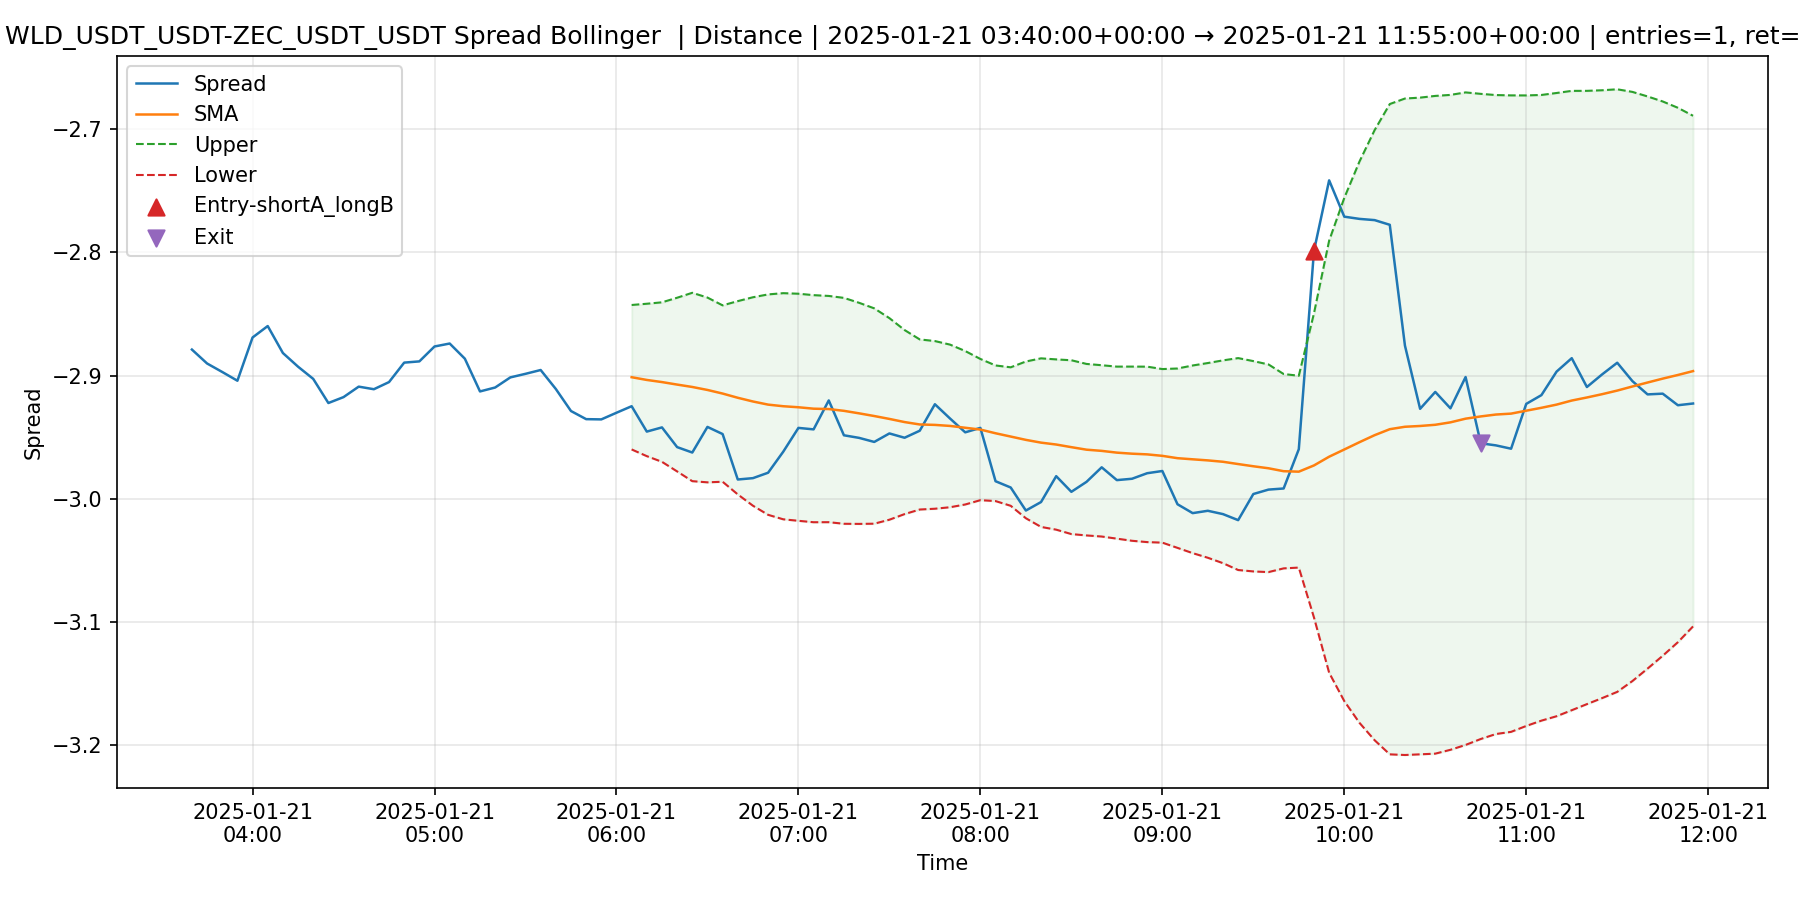 WLD_USDT_USDT-ZEC_USDT_USDT Spread Bollinger  | Distance | 2025-01-21 03:40:00+00:00 → 2025-01-21 11:55:00+00:00 | entries=1, ret=
Spread
SMA
Upper
Lower
Entry-shortA_longB
Exit
Spread
−2.7
−2.8
−2.9
−3.0
−3.1
−3.2
2025-01-21
04:00
2025-01-21
05:00
2025-01-21
06:00
2025-01-21
07:00
2025-01-21
08:00
2025-01-21
09:00
2025-01-21
10:00
2025-01-21
11:00
2025-01-21
12:00
Time